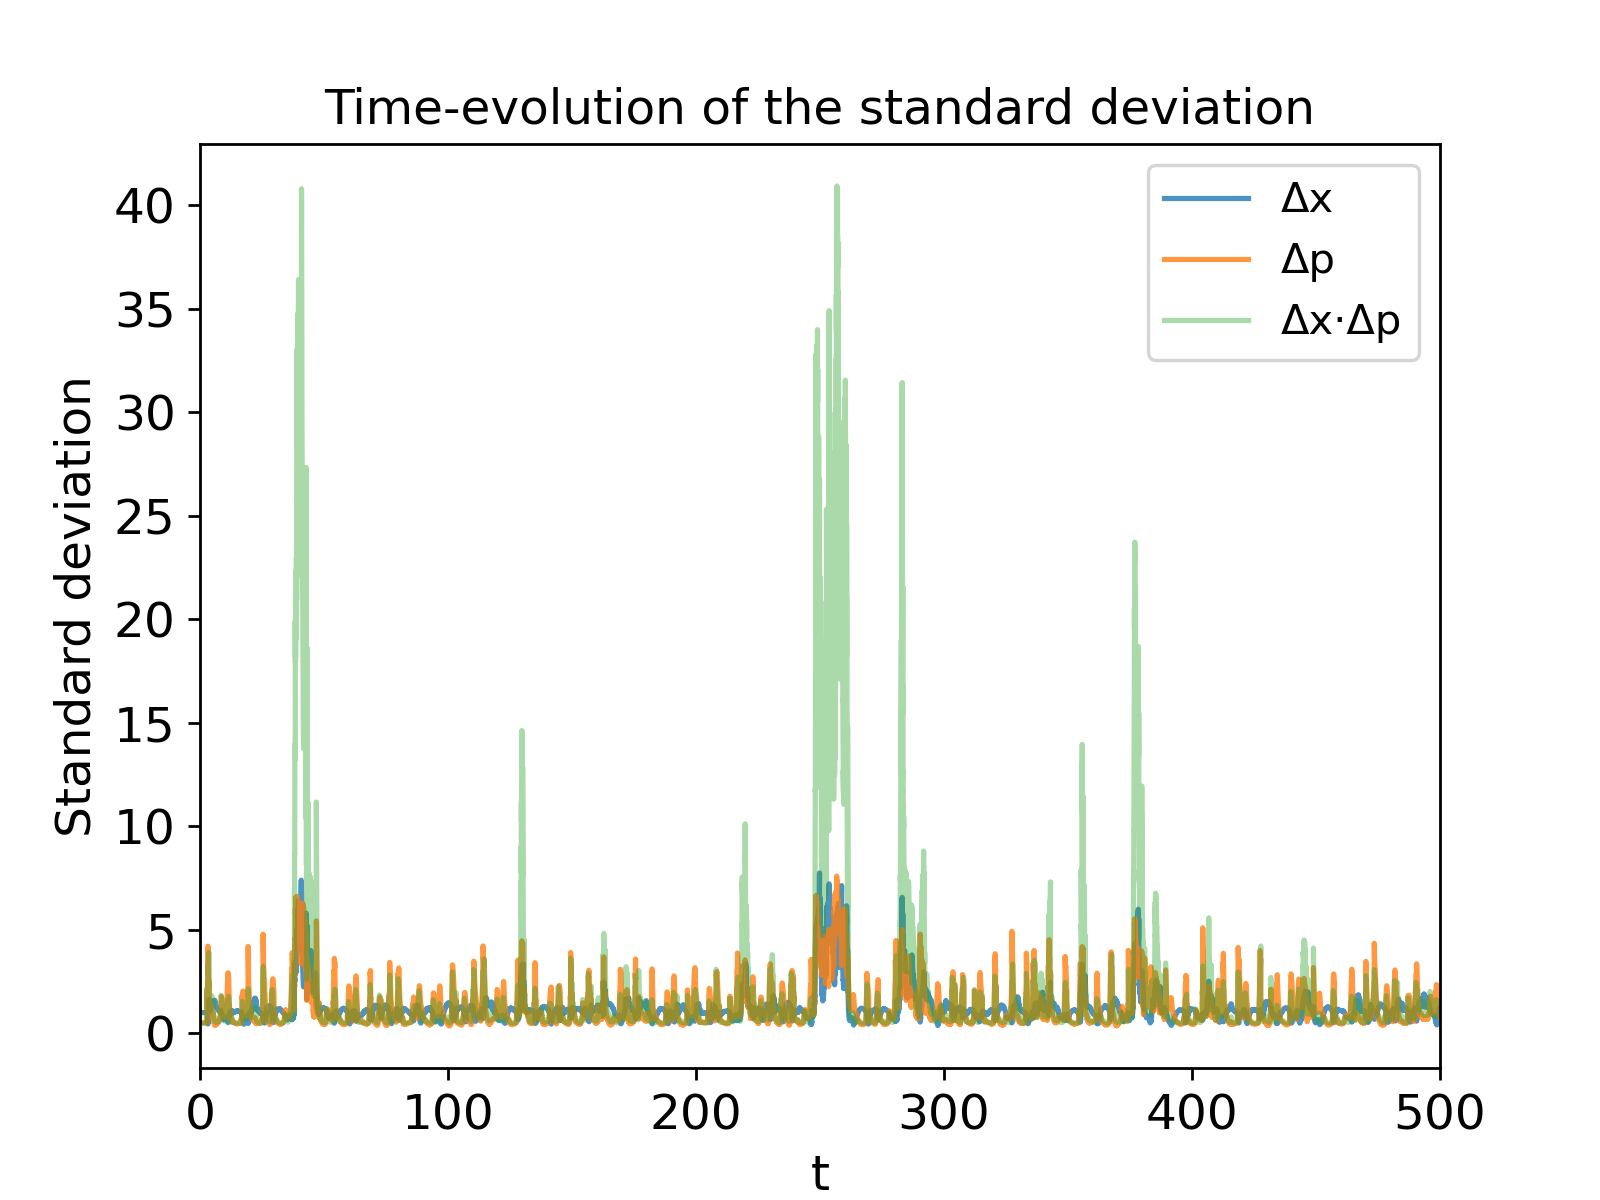 Time-evolution of the standard deviation
Δx
Δp
Δx·Δp
Standard deviation
40
35
30
25
20
15
10
5
0
0 100 200 300 400 500
t